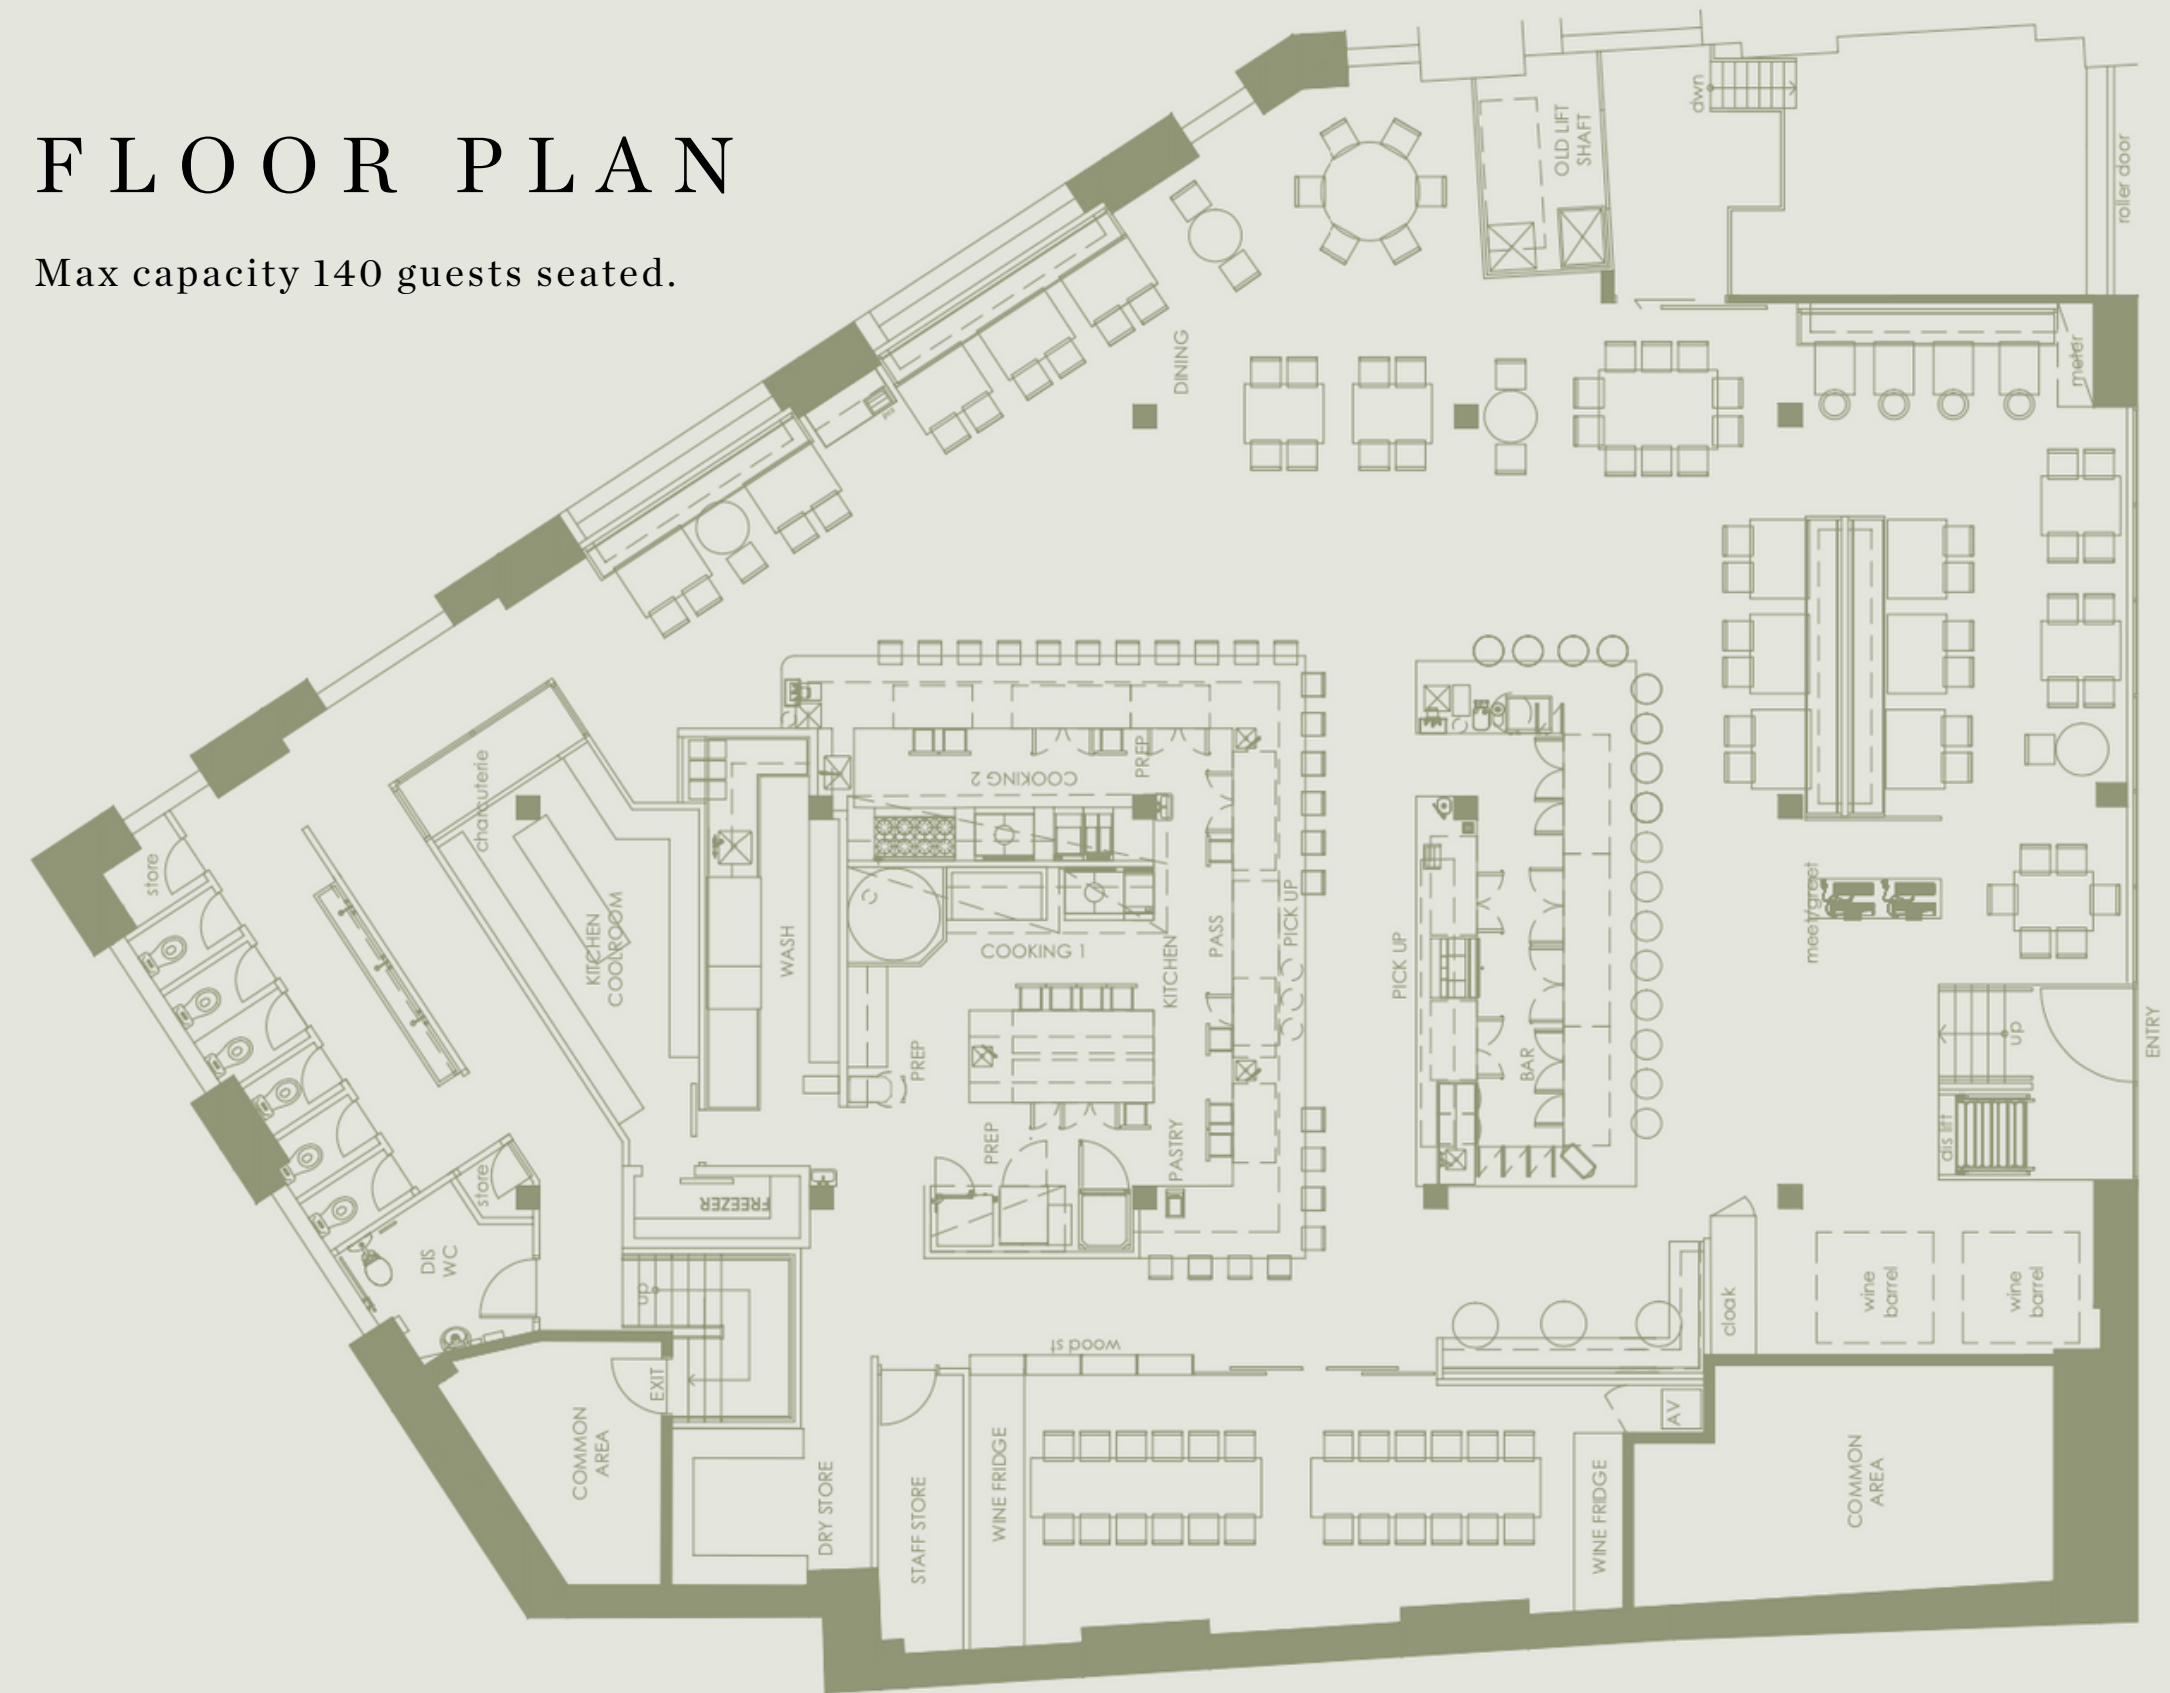 FLOOR PLAN
Max capacity 140 guests seated.
OLD LIFT
SHAFT
dwn
roller door
DINING
meter
store
charcuterie
KITCHEN
COOLROOM
WASH
COOKING 2
PREP
COOKING 1
KITCHEN
PASS
PICK UP
PICK UP
BAR
PREP
PREP
PASTRY
meet/greet
up
ENTRY
dis lift
store
DIS
WC
FREEZER
up
EXIT
wood st
cloak
wine
barrel
wine
barrel
AV
COMMON
AREA
DRY STORE
STAFF STORE
WINE FRIDGE
WINE FRIDGE
COMMON
AREA